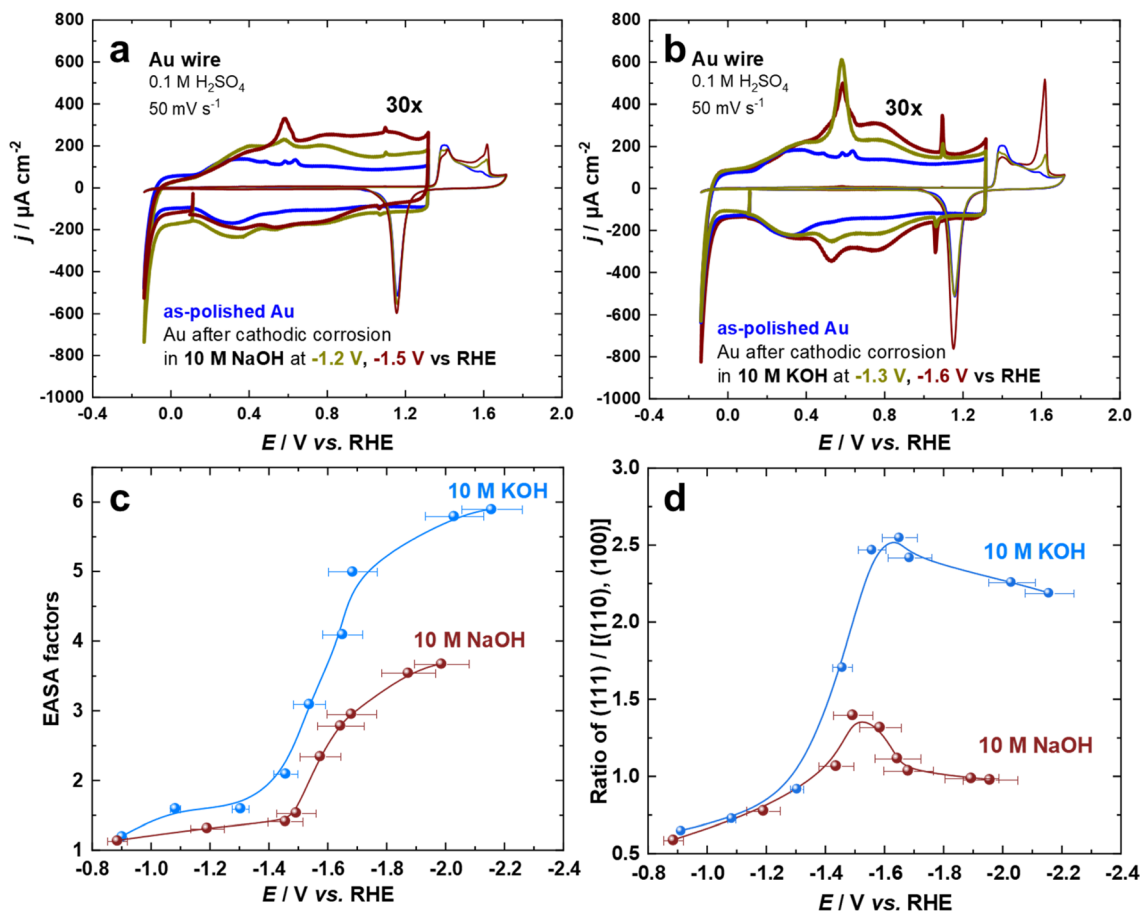 a
Au wire
0.1 M H₂SO₄
50 mV s⁻¹
30x
as-polished Au
Au after cathodic corrosion
in 10 M NaOH at -1.2 V, -1.5 V vs RHE
800
600
400
200
0
-200
-400
-600
-800
-1000
j / µA cm⁻²
-0.4 0.0 0.4 0.8 1.2 1.6 2.0
E / V vs. RHE
b
Au wire
0.1 M H₂SO₄
50 mV s⁻¹
30x
as-polished Au
Au after cathodic corrosion
in 10 M KOH at -1.3 V, -1.6 V vs RHE
800
600
400
200
0
-200
-400
-600
-800
-1000
j / µA cm⁻²
-0.4 0.0 0.4 0.8 1.2 1.6 2.0
E / V vs. RHE
c
10 M KOH
10 M NaOH
6
5
4
3
2
1
EASA factors
-0.8 -1.0 -1.2 -1.4 -1.6 -1.8 -2.0 -2.2 -2.4
E / V vs. RHE
d
10 M KOH
10 M NaOH
3.0
2.5
2.0
1.5
1.0
0.5
Ratio of (111) / [(110), (100)]
-0.8 -1.0 -1.2 -1.4 -1.6 -1.8 -2.0 -2.2 -2.4
E / V vs. RHE